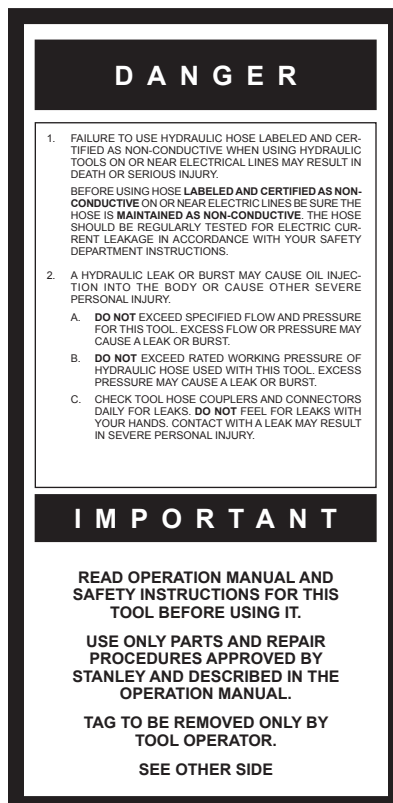 DANGER
1. FAILURE TO USE HYDRAULIC HOSE LABELED AND CER-
TIFIED AS NON-CONDUCTIVE WHEN USING HYDRAULIC
TOOLS ON OR NEAR ELECTRICAL LINES MAY RESULT IN
DEATH OR SERIOUS INJURY.
BEFORE USING HOSE LABELED AND CERTIFIED AS NON-
CONDUCTIVE ON OR NEAR ELECTRIC LINES BE SURE THE
HOSE IS MAINTAINED AS NON-CONDUCTIVE. THE HOSE
SHOULD BE REGULARLY TESTED FOR ELECTRIC CUR-
RENT LEAKAGE IN ACCORDANCE WITH YOUR SAFETY
DEPARTMENT INSTRUCTIONS.
2. A HYDRAULIC LEAK OR BURST MAY CAUSE OIL INJEC-
TION INTO THE BODY OR CAUSE OTHER SEVERE
PERSONAL INJURY.
A. DO NOT EXCEED SPECIFIED FLOW AND PRESSURE
FOR THIS TOOL. EXCESS FLOW OR PRESSURE MAY
CAUSE A LEAK OR BURST.
B. DO NOT EXCEED RATED WORKING PRESSURE OF
HYDRAULIC HOSE USED WITH THIS TOOL. EXCESS
PRESSURE MAY CAUSE A LEAK OR BURST.
C. CHECK TOOL HOSE COUPLERS AND CONNECTORS
DAILY FOR LEAKS. DO NOT FEEL FOR LEAKS WITH
YOUR HANDS. CONTACT WITH A LEAK MAY RESULT
IN SEVERE PERSONAL INJURY.
IMPORTANT
READ OPERATION MANUAL AND
SAFETY INSTRUCTIONS FOR THIS
TOOL BEFORE USING IT.
USE ONLY PARTS AND REPAIR
PROCEDURES APPROVED BY
STANLEY AND DESCRIBED IN THE
OPERATION MANUAL.
TAG TO BE REMOVED ONLY BY
TOOL OPERATOR.
SEE OTHER SIDE